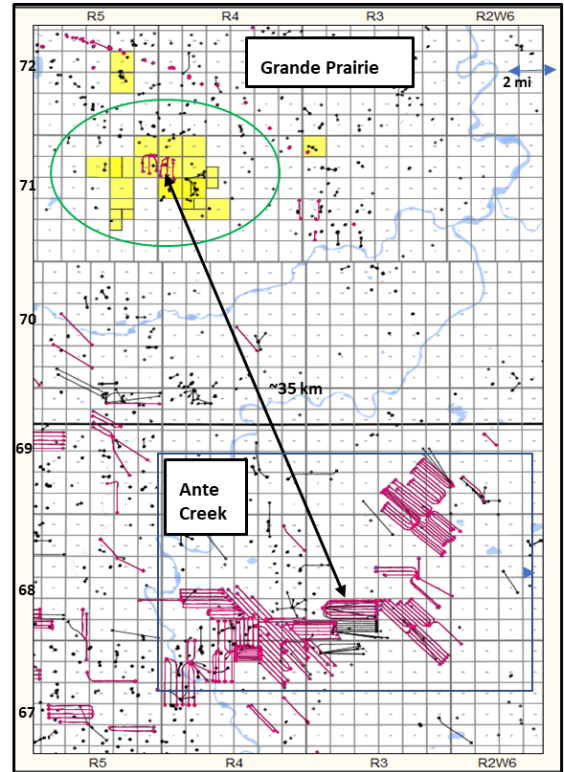 R5 R4 R3 R2W6
72
Grande Prairie
2 mi
71
70
~35 km
69
Ante
Creek
68
67
R5 R4 R3 R2W6